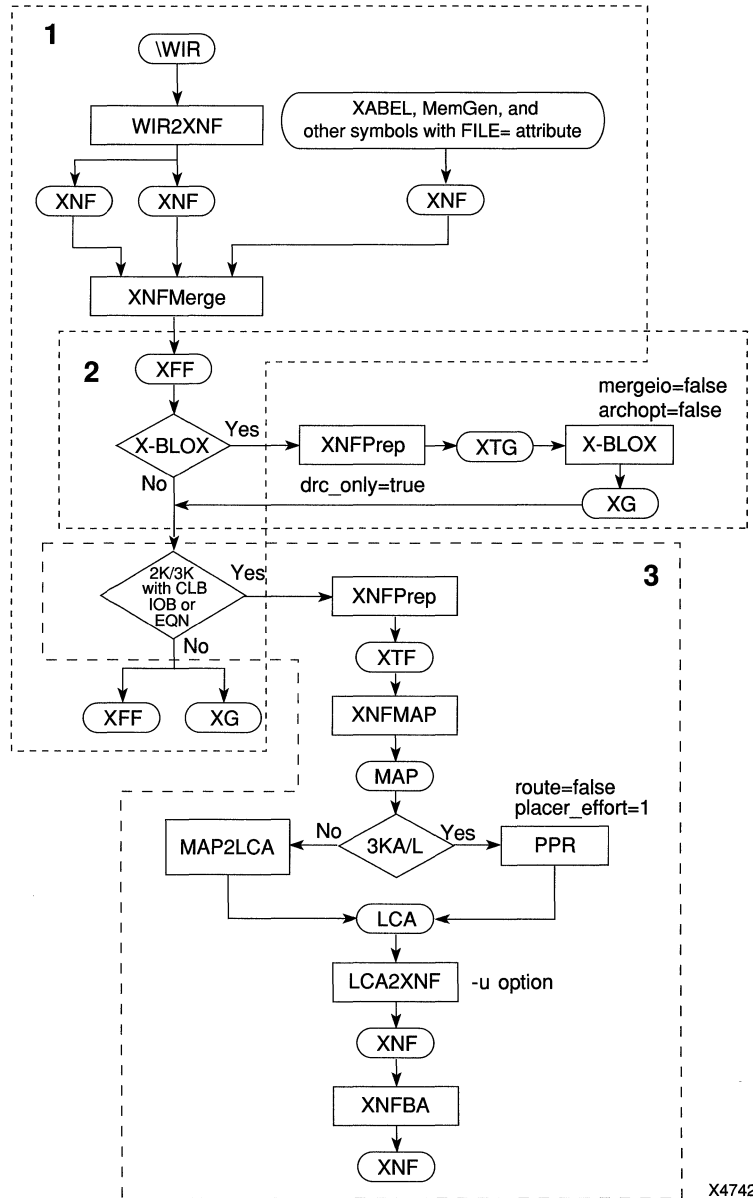 1
\WIR
WIR2XNF
XABEL, MemGen, and
other symbols with FILE= attribute
XNF
XNF
XNF
XNFMerge
2
XFF
mergeio=false
archopt=false
X-BLOX
Yes
XNFPrep
XTG
X-BLOX
No
drc_only=true
XG
3
2K/3K
with CLB
IOB or
EQN
Yes
XNFPrep
No
XTF
XFF
XG
XNFMAP
MAP
route=false
placer_effort=1
MAP2LCA
No
3KA/L
Yes
PPR
LCA
LCA2XNF
-u option
XNF
XNFBA
XNF
X4742